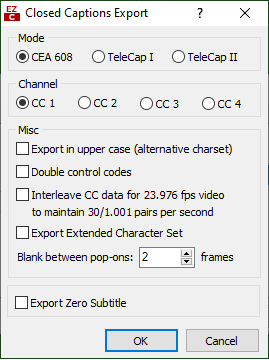 EZ
C
Closed Captions Export ? ×
Mode
CEA 608 TeleCap I TeleCap II
Channel
CC 1 CC 2 CC 3 CC 4
Misc
Export in upper case (alternative charset)
Double control codes
Interleave CC data for 23.976 fps video
to maintain 30/1.001 pairs per second
Export Extended Character Set
Blank between pop-ons: 2 frames
Export Zero Subtitle
OK Cancel